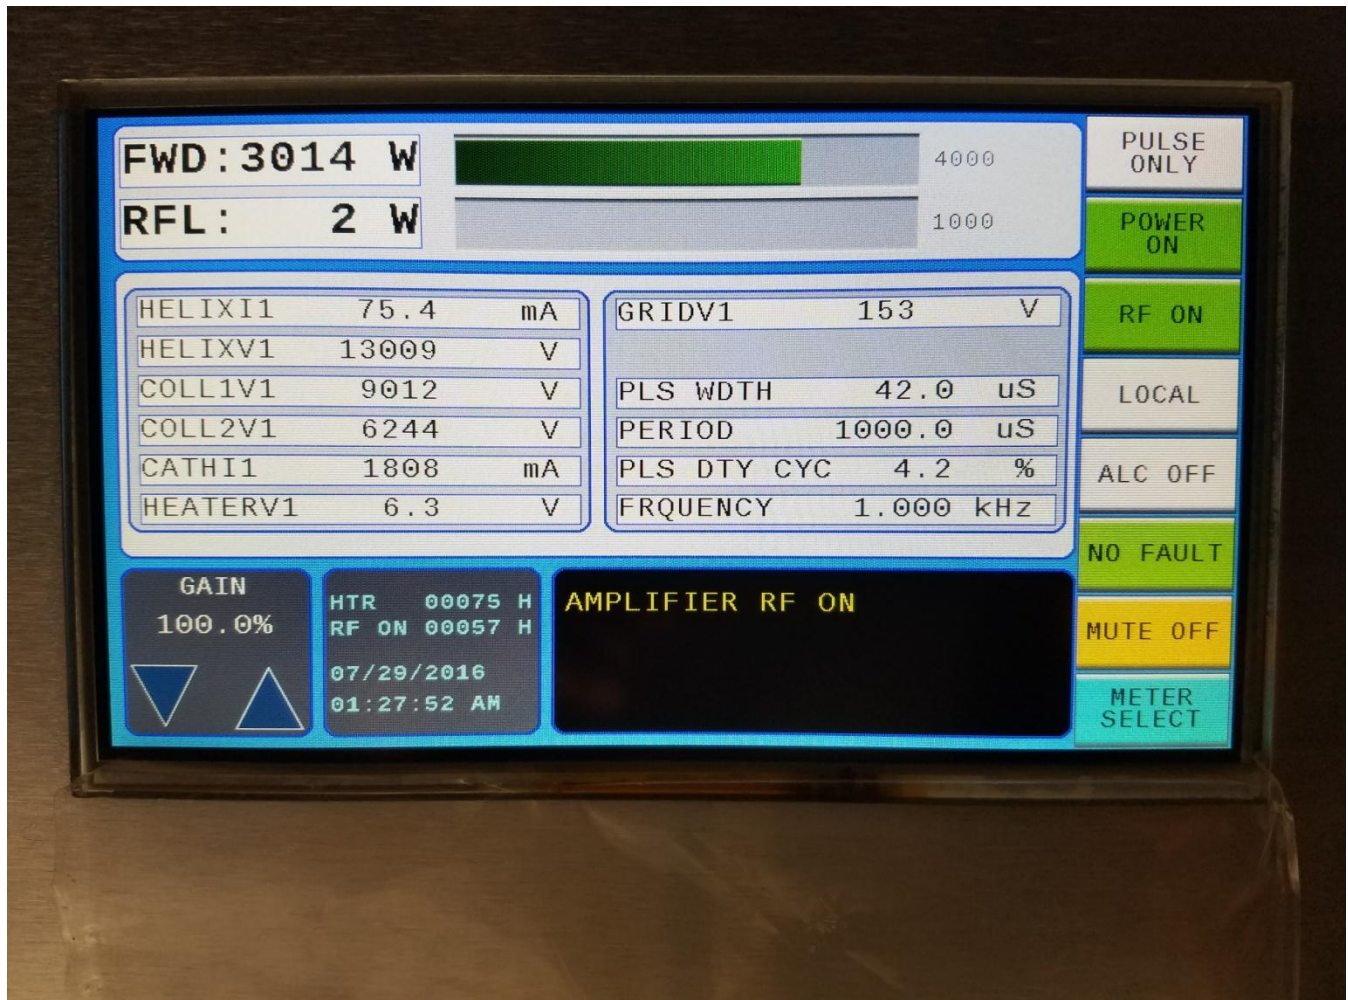 FWD:3014 W
4000
RFL: 2 W
1000
HELIXI1 75.4 mA
HELIXV1 13009 V
COLL1V1 9012 V
COLL2V1 6244 V
CATHI1 1808 mA
HEATERV1 6.3 V
GRIDV1 153 V
PLS WDTH 42.0 uS
PERIOD 1000.0 uS
PLS DTY CYC 4.2 %
FRQUENCY 1.000 kHz
GAIN
100.0%
HTR 00075 H
RF ON 00057 H
07/29/2016
01:27:52 AM
AMPLIFIER RF ON
PULSE
ONLY
POWER
ON
RF ON
LOCAL
ALC OFF
NO FAULT
MUTE OFF
METER
SELECT